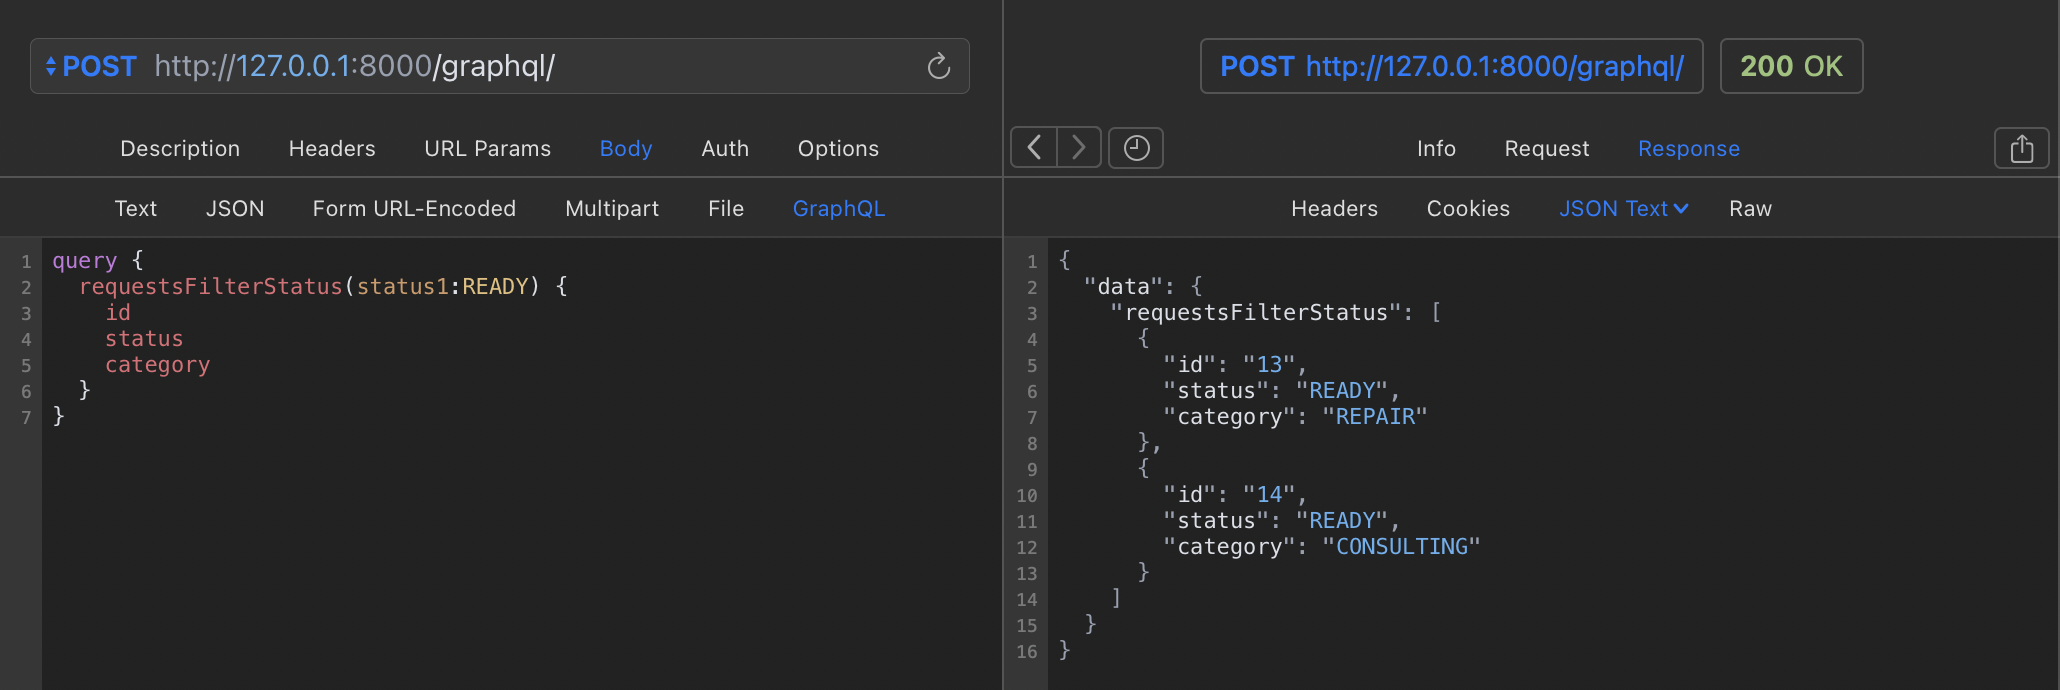 POST http://127.0.0.1:8000/graphql/
Description Headers URL Params Body Auth Options
Text JSON Form URL-Encoded Multipart File GraphQL
1 query {
2   requestsFilterStatus(status1:READY) {
3     id
4     status
5     category
6   }
7 }
POST http://127.0.0.1:8000/graphql/ 200 OK
Info Request Response
Headers Cookies JSON Text Raw
1 {
2   "data": {
3     "requestsFilterStatus": [
4       {
5         "id": "13",
6         "status": "READY",
7         "category": "REPAIR"
8       },
9       {
10         "id": "14",
11         "status": "READY",
12         "category": "CONSULTING"
13       }
14     ]
15   }
16 }